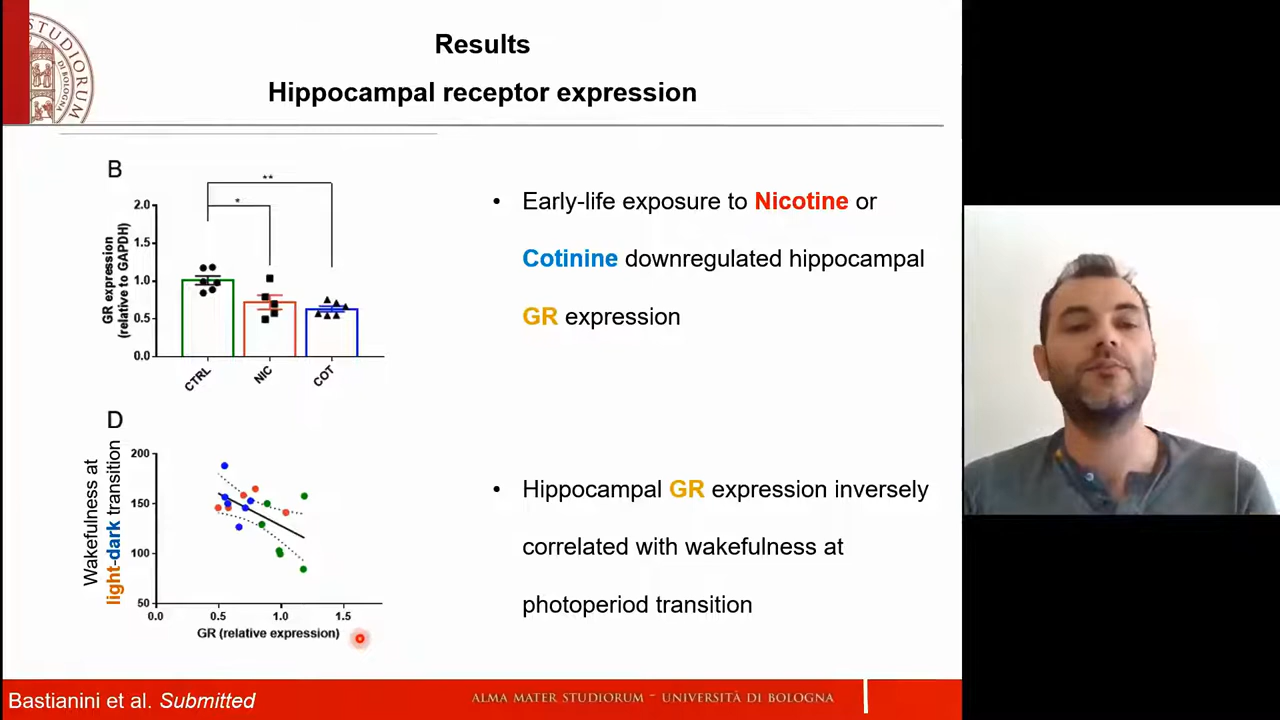 STUDIORUM
DI BOLOGNA
Results
Hippocampal receptor expression
B
**
*
GR expression
(relative to GAPDH)
2.0
1.5
1.0
0.5
0.0
CTRL
NIC
COT
• Early-life exposure to Nicotine or
Cotinine downregulated hippocampal
GR expression
D
Wakefulness at
light-dark transition
200
150
100
50
0.0
0.5
1.0
1.5
GR (relative expression)
• Hippocampal GR expression inversely
correlated with wakefulness at
photoperiod transition
Bastianini et al. Submitted
ALMA MATER STUDIORUM ~ UNIVERSITÀ DI BOLOGNA